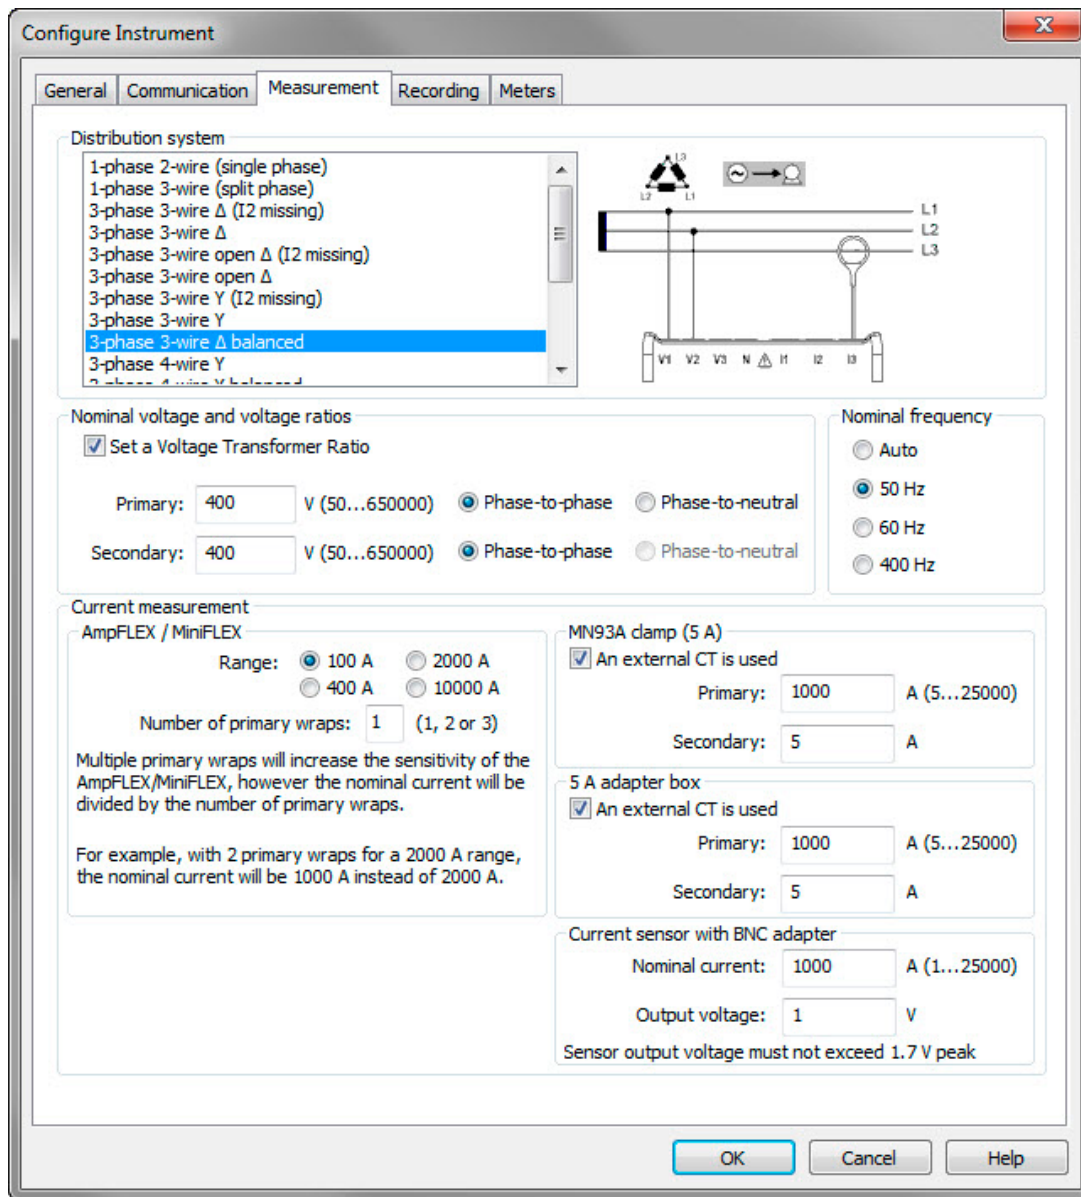 Configure Instrument
General Communication Measurement Recording Meters
Distribution system
1-phase 2-wire (single phase)
1-phase 3-wire (split phase)
3-phase 3-wire Δ (I2 missing)
3-phase 3-wire Δ
3-phase 3-wire open Δ (I2 missing)
3-phase 3-wire open Δ
3-phase 3-wire Y (I2 missing)
3-phase 3-wire Y
3-phase 3-wire Δ balanced
3-phase 4-wire Y
3-phase 4-wire Y balanced
L3
L2 L1
L1
L2
L3
V1 V2 V3 N I1 I2 I3
Nominal voltage and voltage ratios
Set a Voltage Transformer Ratio
Primary: 400 V (50...650000) Phase-to-phase Phase-to-neutral
Secondary: 400 V (50...650000) Phase-to-phase Phase-to-neutral
Nominal frequency
Auto
50 Hz
60 Hz
400 Hz
Current measurement
AmpFLEX / MiniFLEX
Range: 100 A 2000 A
400 A 10000 A
Number of primary wraps: 1 (1, 2 or 3)
Multiple primary wraps will increase the sensitivity of the
AmpFLEX/MiniFLEX, however the nominal current will be
divided by the number of primary wraps.
For example, with 2 primary wraps for a 2000 A range,
the nominal current will be 1000 A instead of 2000 A.
MN93A clamp (5 A)
An external CT is used
Primary: 1000 A (5...25000)
Secondary: 5 A
5 A adapter box
An external CT is used
Primary: 1000 A (5...25000)
Secondary: 5 A
Current sensor with BNC adapter
Nominal current: 1000 A (1...25000)
Output voltage: 1 V
Sensor output voltage must not exceed 1.7 V peak
OK Cancel Help